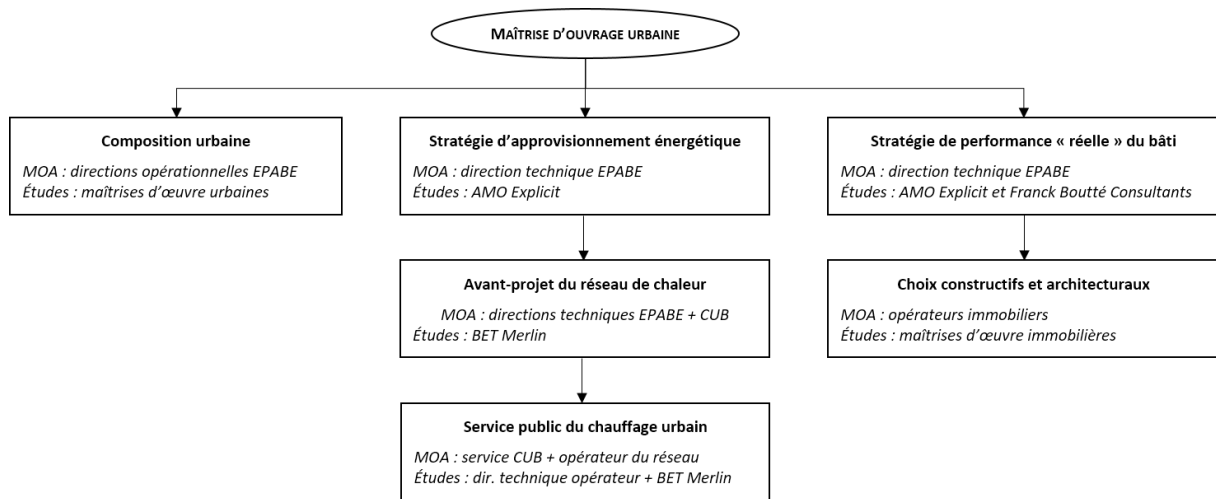 MAÎTRISE D'OUVRAGE URBAINE
Composition urbaine
MOA : directions opérationnelles EPABE
Études : maîtrises d'œuvre urbaines
Stratégie d'approvisionnement énergétique
MOA : direction technique EPABE
Études : AMO Explicit
Stratégie de performance « réelle » du bâti
MOA : direction technique EPABE
Études : AMO Explicit et Franck Boutté Consultants
Avant-projet du réseau de chaleur
MOA : directions techniques EPABE + CUB
Études : BET Merlin
Choix constructifs et architecturaux
MOA : opérateurs immobiliers
Études : maîtrises d'œuvre immobilières
Service public du chauffage urbain
MOA : service CUB + opérateur du réseau
Études : dir. technique opérateur + BET Merlin